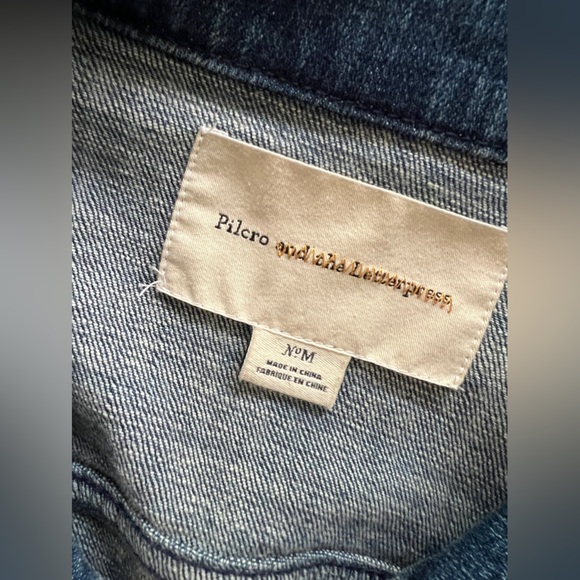 Pilcro and the Letterpress
NºM
MADE IN CHINA
FABRIQUE EN CHINE